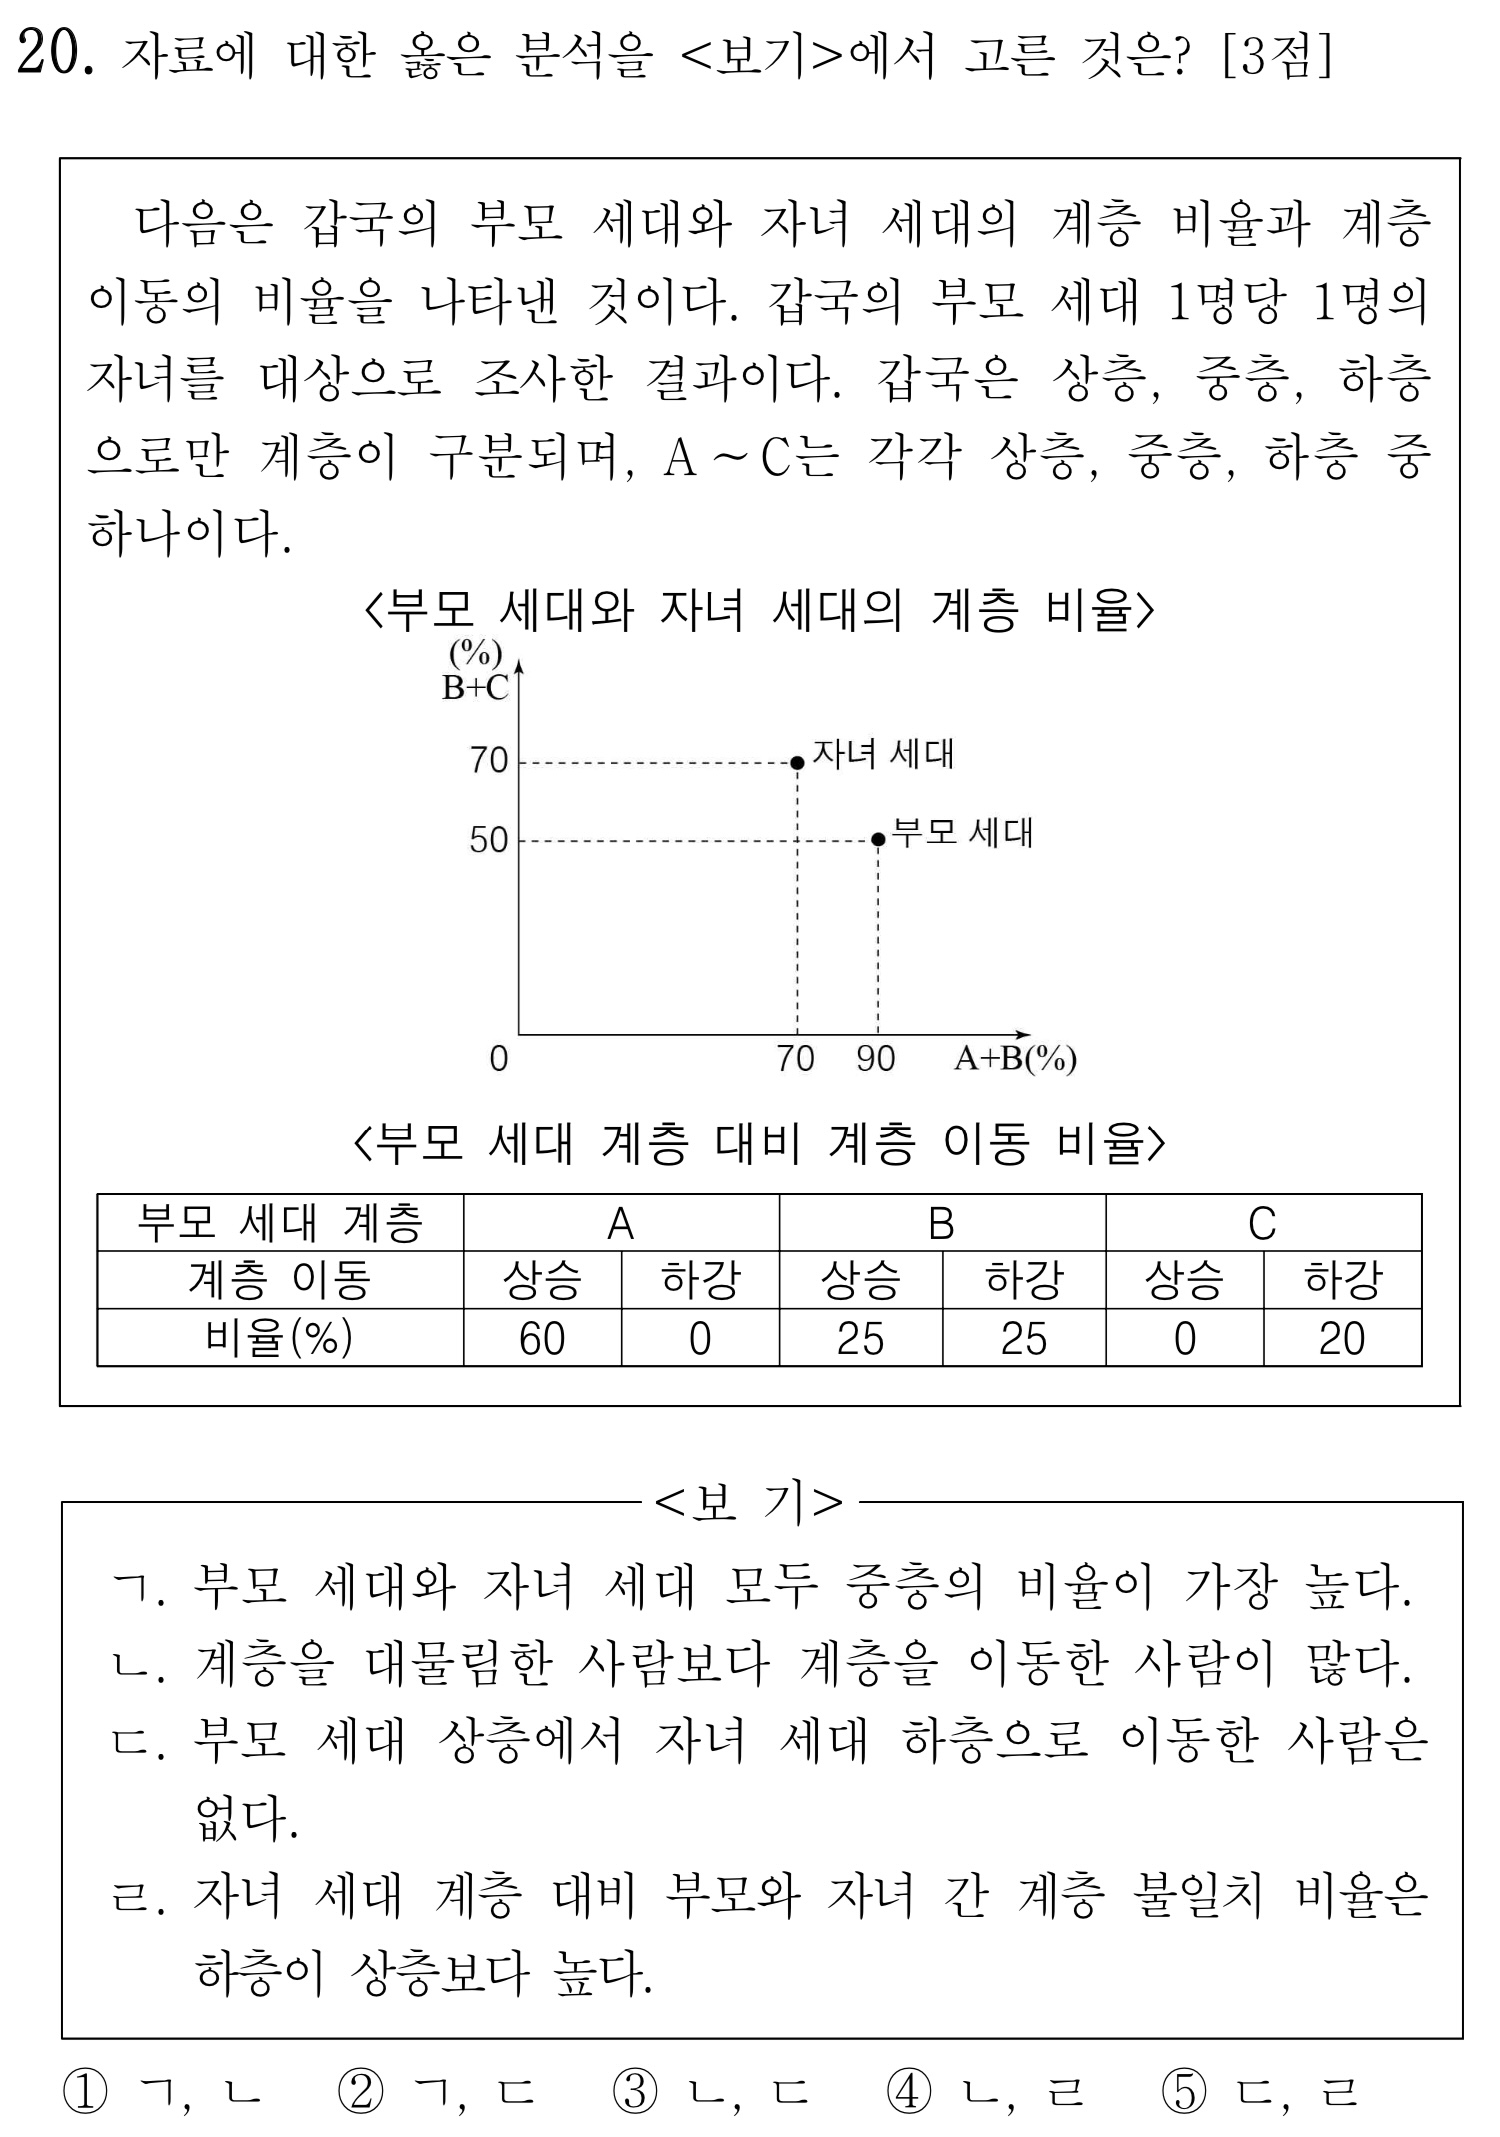 20. 자료에 대한 옳은 분석을 <보기>에서 고른 것은? [3점]
다음은 갑국의 부모 세대와 자녀 세대의 계층 비율과 계층
이동의 비율을 나타낸 것이다. 갑국의 부모 세대 1명당 1명의
자녀를 대상으로 조사한 결과이다. 갑국은 상층, 중층, 하층
으로만 계층이 구분되며, A~C는 각각 상층, 중층, 하층 중
하나이다.
<부모 세대와 자녀 세대의 계층 비율>
(%)
B+C
70
자녀 세대
50
부모 세대
0
70
90
A+B(%)
<부모 세대 계층 대비 계층 이동 비율>
부모 세대 계층 A B C
계층 이동 상승 하강 상승 하강 상승 하강
비율(%) 60 0 25 25 0 20
<보 기>
ㄱ. 부모 세대와 자녀 세대 모두 중층의 비율이 가장 높다.
ㄴ. 계층을 대물림한 사람보다 계층을 이동한 사람이 많다.
ㄷ. 부모 세대 상층에서 자녀 세대 하층으로 이동한 사람은
없다.
ㄹ. 자녀 세대 계층 대비 부모와 자녀 간 계층 불일치 비율은
하층이 상층보다 높다.
① ㄱ, ㄴ ② ㄱ, ㄷ ③ ㄴ, ㄷ ④ ㄴ, ㄹ ⑤ ㄷ, ㄹ